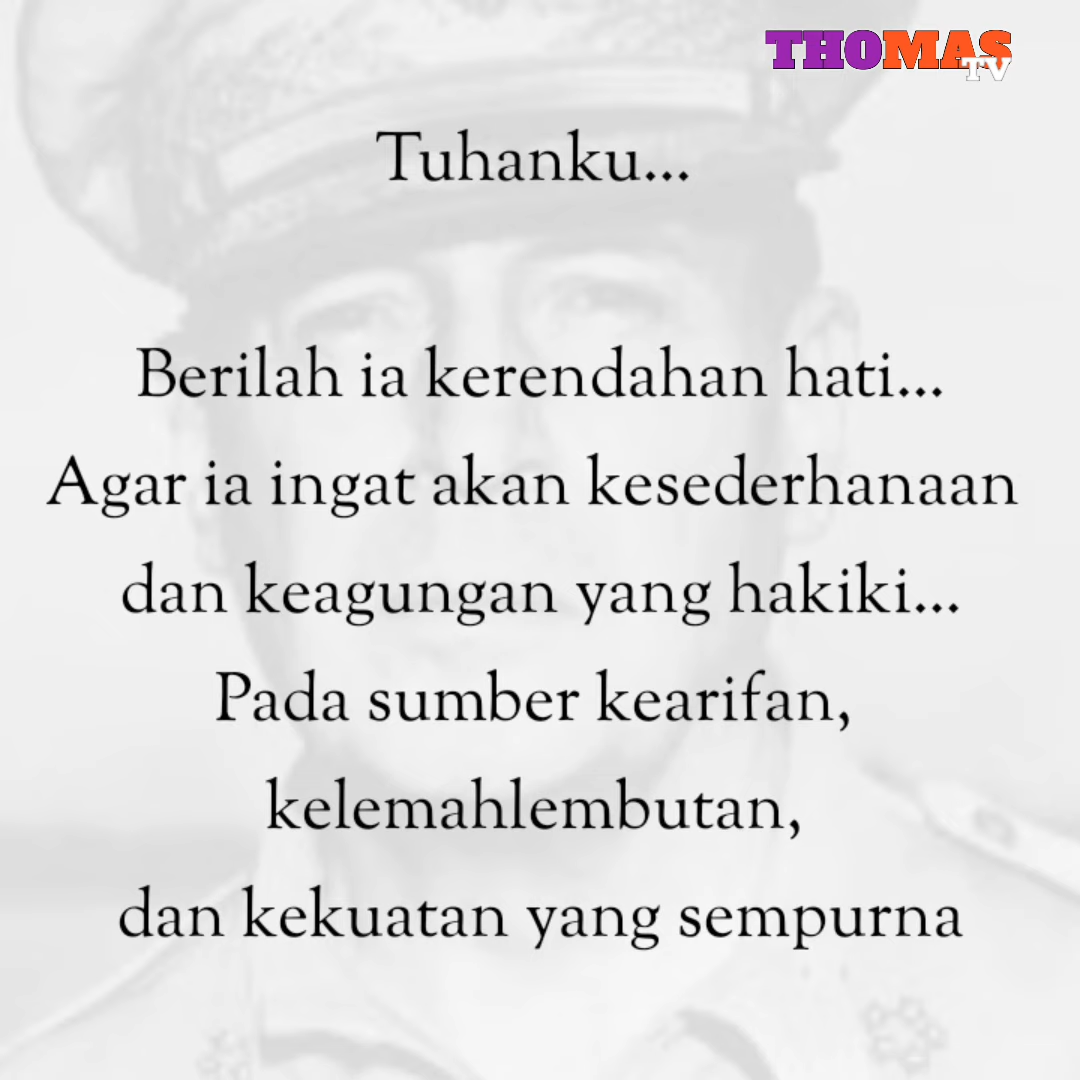 THOMAS
TV
Tuhanku...
Berilah ia kerendahan hati...
Agar ia ingat akan kesederhanaan
dan keagungan yang hakiki...
Pada sumber kearifan,
kelemahlembutan,
dan kekuatan yang sempurna